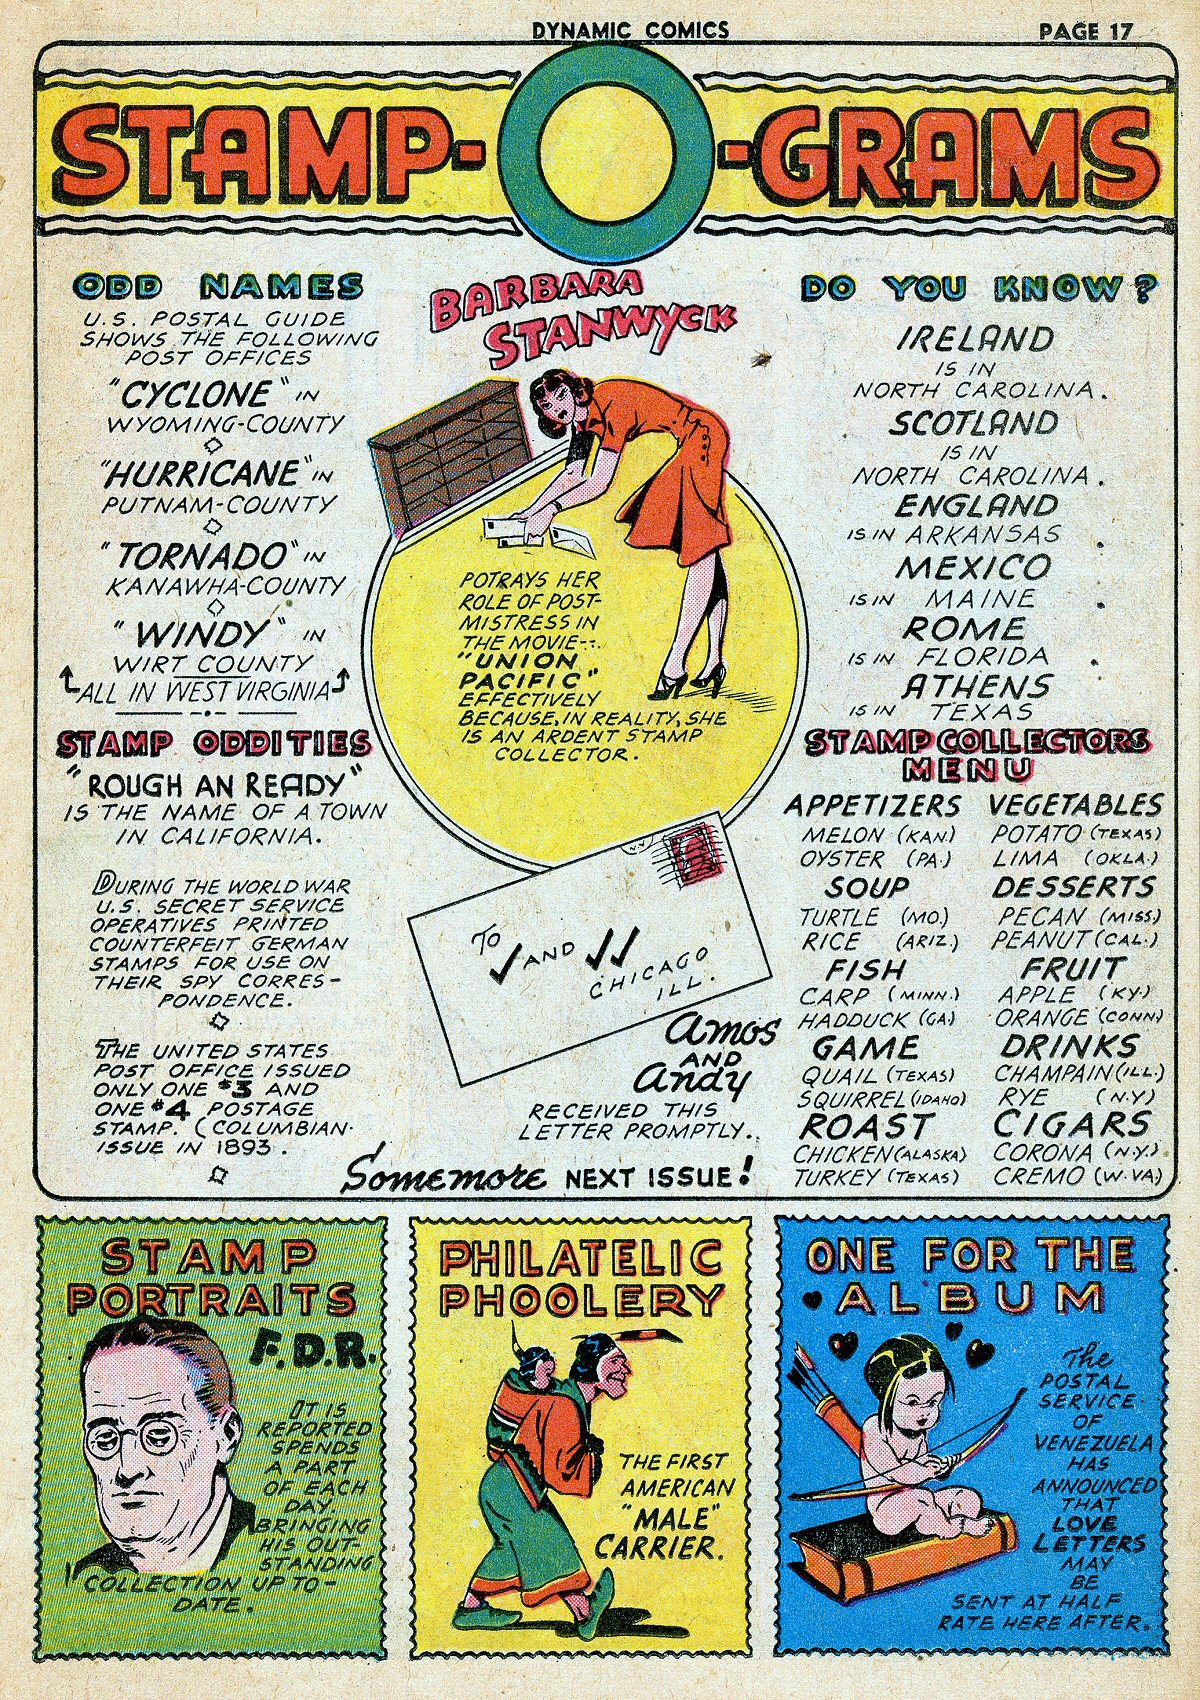 DYNAMIC COMICS
PAGE 17
STAMP-O-GRAMS
ODD NAMES
U.S. POSTAL GUIDE
SHOWS THE FOLLOWING
POST OFFICES
"CYCLONE" IN
WYOMING-COUNTY
"HURRICANE" IN
PUTNAM-COUNTY
"TORNADO" IN
KANAWHA-COUNTY
"WINDY" IN
WIRT COUNTY
ALL IN WEST VIRGINIA
STAMP ODDITIES
"ROUGH AN READY"
IS THE NAME OF A TOWN
IN CALIFORNIA.
DURING THE WORLD WAR
U.S. SECRET SERVICE
OPERATIVES PRINTED
COUNTERFEIT GERMAN
STAMPS FOR USE ON
THEIR SPY CORRES-
PONDENCE.
THE UNITED STATES
POST OFFICE ISSUED
ONLY ONE $3 AND
ONE $4 POSTAGE
STAMP. (COLUMBIAN-
ISSUE IN 1893.
BARBARA
STANWYCK
POTRAYS HER
ROLE OF POST-
MISTRESS IN
THE MOVIE--
"UNION
PACIFIC"
EFFECTIVELY
BECAUSE, IN REALITY, SHE
IS AN ARDENT STAMP
COLLECTOR.
TO
✓ AND ✓✓
CHICAGO
ILL.
Amos
AND
Andy
RECEIVED THIS
LETTER PROMPTLY..
Somemore NEXT ISSUE!
DO YOU KNOW?
IRELAND
IS IN
NORTH CAROLINA.
SCOTLAND
IS IN
NORTH CAROLINA.
ENGLAND
IS IN ARKANSAS.
MEXICO
IS IN MAINE.
ROME
IS IN FLORIDA.
ATHENS
IS IN TEXAS
STAMP COLLECTORS
MENU
APPETIZERS
MELON (KAN.)
OYSTER (PA.)
SOUP
TURTLE (MO.)
RICE (ARIZ.)
FISH
CARP (MINN.)
HADDUCK (GA.)
GAME
QUAIL (TEXAS)
SQUIRREL (IDAHO)
ROAST
CHICKEN (ALASKA)
TURKEY (TEXAS)
VEGETABLES
POTATO (TEXAS)
LIMA (OKLA.)
DESSERTS
PECAN (MISS.)
PEANUT (CAL.)
FRUIT
APPLE (KY.)
ORANGE (CONN)
DRINKS
CHAMPAIN (ILL.)
RYE (N.Y)
CIGARS
CORONA (N.Y.)
CREMO (W.VA.)
STAMP
PORTRAITS
F.D.R.
IT IS
REPORTED
SPENDS
A PART
OF EACH
DAY
BRINGING
HIS OUT-
STANDING
COLLECTION UP TO-
DATE.
PHILATELIC
PHOOLERY
THE FIRST
AMERICAN
"MALE"
CARRIER.
ONE FOR THE
ALBUM
The
POSTAL
SERVICE
OF
VENEZUELA
HAS
ANNOUNCED
THAT
LOVE
LETTERS
MAY
BE
SENT AT HALF
RATE HERE AFTER.